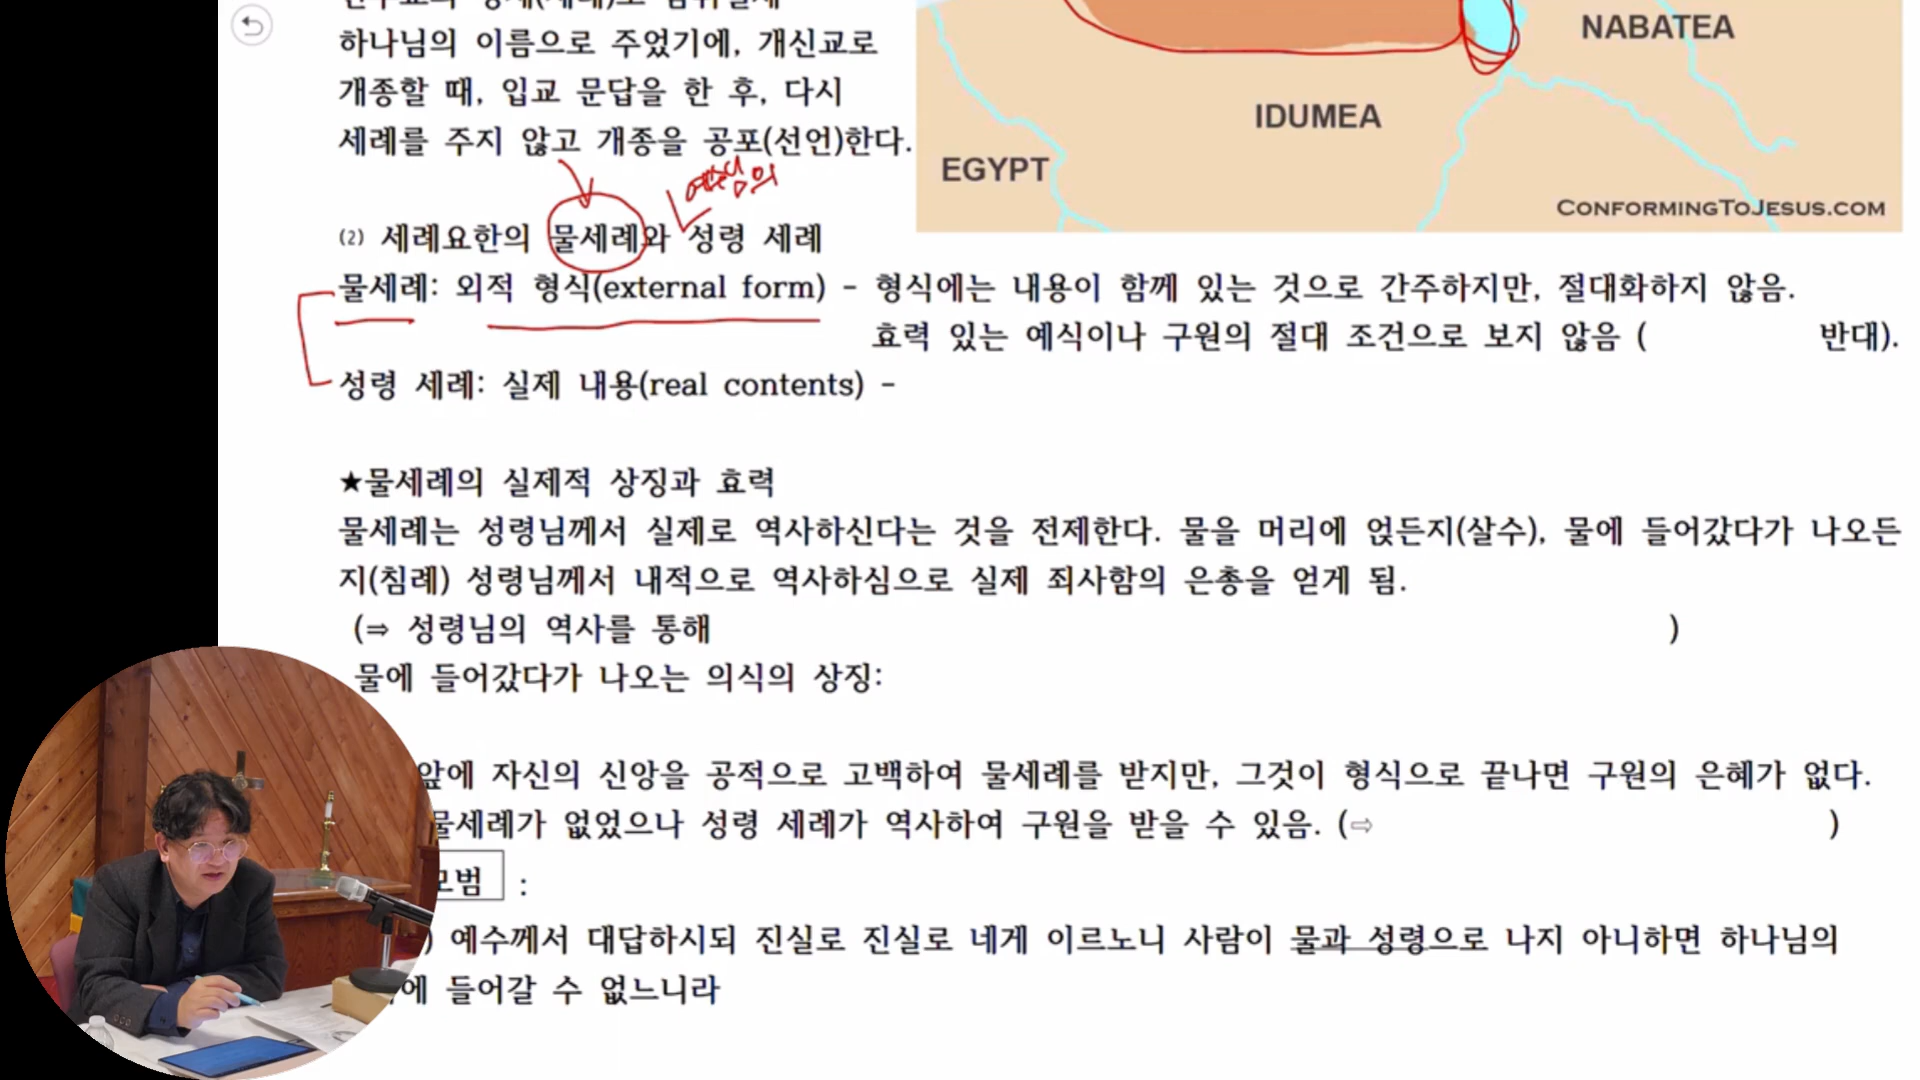 하나님의 이름으로 주었기에, 개신교로
개종할 때, 입교 문답을 한 후, 다시
세례를 주지 않고 개종을 공포(선언)한다.
NABATEA
IDUMEA
EGYPT
CONFORMINGTOJESUS.COM
예수님의
(2) 세례요한의 물세례와 성령 세례
물세례: 외적 형식(external form) - 형식에는 내용이 함께 있는 것으로 간주하지만, 절대화하지 않음.
효력 있는 예식이나 구원의 절대 조건으로 보지 않음 ( 반대).
성령 세례: 실제 내용(real contents) -
★물세례의 실제적 상징과 효력
물세례는 성령님께서 실제로 역사하신다는 것을 전제한다. 물을 머리에 얹든지(살수), 물에 들어갔다가 나오든
지(침례) 성령님께서 내적으로 역사하심으로 실제 죄사함의 은총을 얻게 됨.
(⇒ 성령님의 역사를 통해 )
물에 들어갔다가 나오는 의식의 상징:
앞에 자신의 신앙을 공적으로 고백하여 물세례를 받지만, 그것이 형식으로 끝나면 구원의 은혜가 없다.
물세례가 없었으나 성령 세례가 역사하여 구원을 받을 수 있음. (⇨ )
모범 :
) 예수께서 대답하시되 진실로 진실로 네게 이르노니 사람이 물과 성령으로 나지 아니하면 하나님의
에 들어갈 수 없느니라